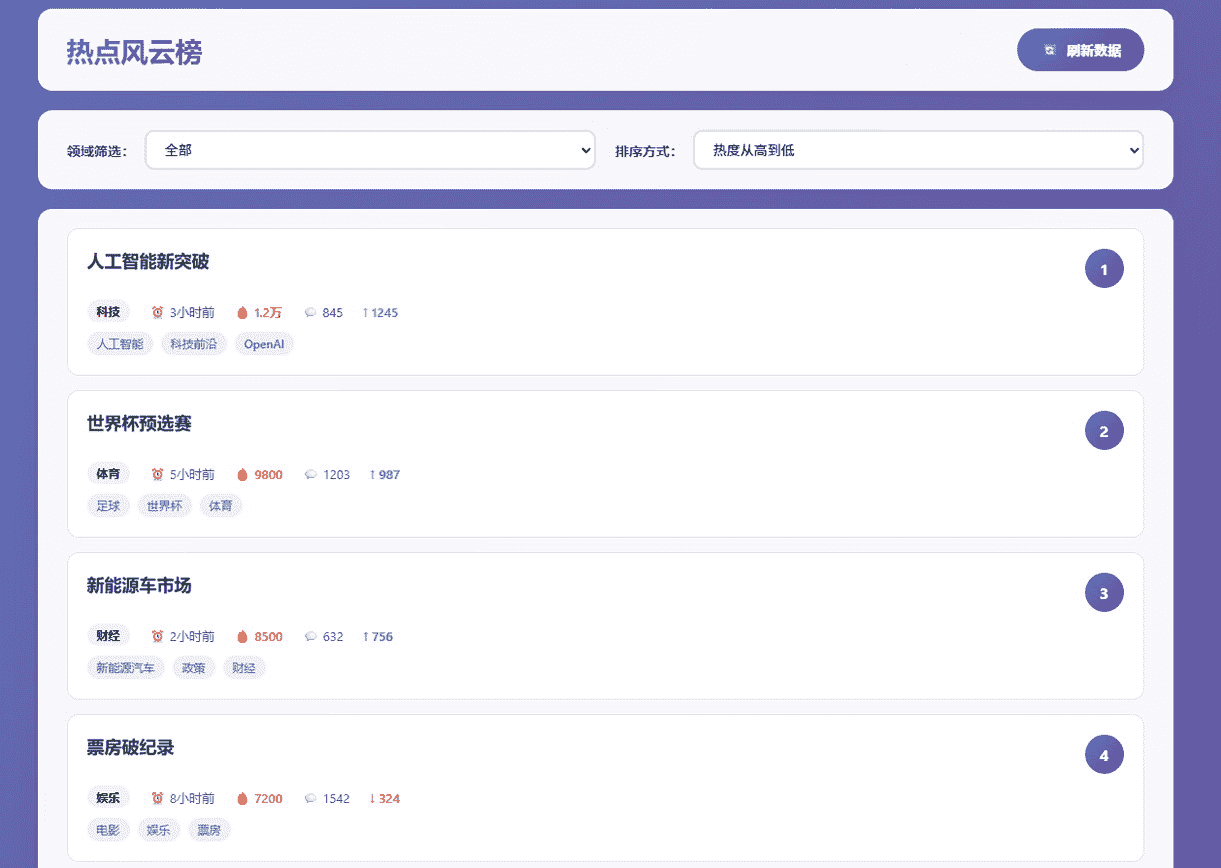 热点风云榜
刷新数据
领域筛选： 全部 排序方式： 热度从高到低
人工智能新突破
1
科技 3小时前 1.2万 845 ↑1245
人工智能 科技前沿 OpenAI
世界杯预选赛
2
体育 5小时前 9800 1203 ↑987
足球 世界杯 体育
新能源车市场
3
财经 2小时前 8500 632 ↑756
新能源汽车 政策 财经
票房破纪录
4
娱乐 8小时前 7200 1542 ↓324
电影 娱乐 票房